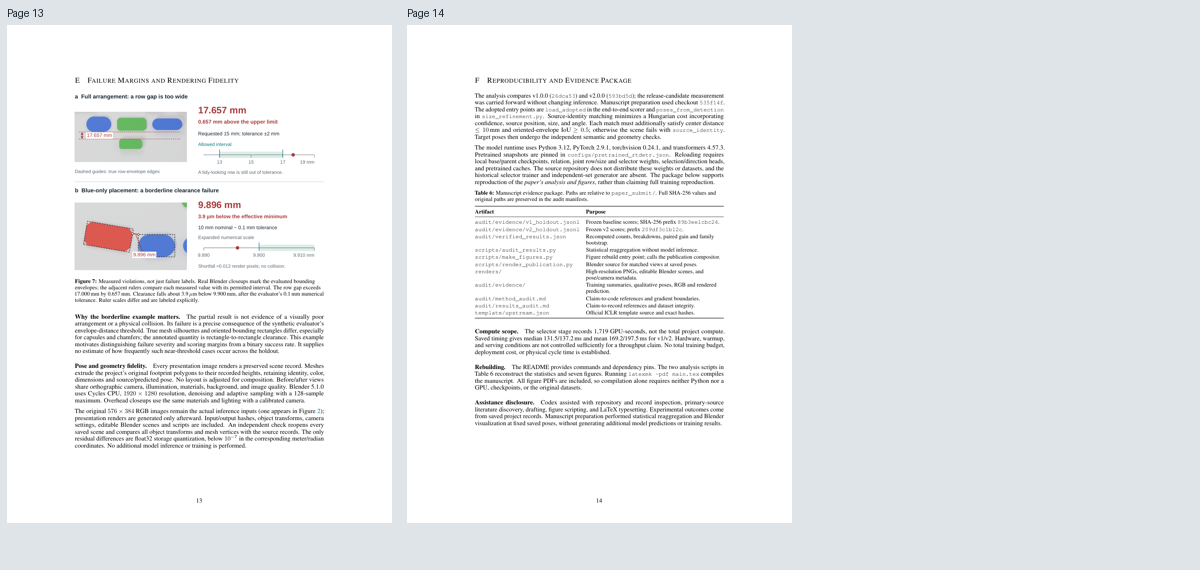 Page 13
E FAILURE MARGINS AND RENDERING FIDELITY
a Full arrangement: a row gap is too wide
17.657 mm
17.657 mm
0.657 mm above the upper limit
Requested 15 mm; tolerance ±2 mm
Allowed interval
13 15 17 19 mm
Dashed guides: true row-envelope edges
A tidy-looking row is still out of tolerance.
b Blue-only placement: a borderline clearance failure
9.896 mm
9.896 mm
3.9 µm below the effective minimum
10 mm nominal − 0.1 mm tolerance
Expanded numerical scale
9.890 9.900 9.910 mm
Shortfall ≈0.012 render pixels; no collision.
Figure 7: Measured violations, not just failure labels. Real Blender closeups mark the evaluated bounding
envelopes; the adjacent rulers compare each measured value with its permitted interval. The row gap exceeds
17.000 mm by 0.657 mm. Clearance falls about 3.9 µm below 9.900 mm, after the evaluator's 0.1 mm numerical
tolerance. Ruler scales differ and are labeled explicitly.
Why the borderline example matters. The partial result is not evidence of a visually poor
arrangement or a physical collision. Its failure is a precise consequence of the synthetic evaluator's
envelope-distance threshold. True mesh silhouettes and oriented bounding rectangles differ, especially
for capsules and chamfers; the annotated quantity is rectangle-to-rectangle clearance. This example
motivates distinguishing failure severity and scoring margins from a binary success rate. It supplies
no estimate of how frequently such near-threshold cases occur across the holdout.
Pose and geometry fidelity. Every presentation image renders a preserved scene record. Meshes
extrude the project's original footprint polygons to their recorded heights, retaining identity, color,
dimensions and source/predicted pose. No layout is adjusted for composition. Before/after views
share orthographic camera, illumination, materials, background, and image quality. Blender 5.1.0
uses Cycles CPU, 1920 × 1280 resolution, denoising and adaptive sampling with a 128-sample
maximum. Overhead closeups use the same materials and lighting with a calibrated camera.
The original 576 × 384 RGB images remain the actual inference inputs (one appears in Figure 2);
presentation renders are generated only afterward. Input/output hashes, object transforms, camera
settings, editable Blender scenes and scripts are included. An independent check reopens every
saved scene and compares all object transforms and mesh vertices with the source records. The only
residual differences are float32 storage quantization, below 10⁻⁷ in the corresponding meter/radian
coordinates. No additional model inference or training is performed.
13
Page 14
F REPRODUCIBILITY AND EVIDENCE PACKAGE
The analysis compares v1.0.0 (26dca53) and v2.0.0 (593bd5d); the release-candidate measurement
was carried forward without changing inference. Manuscript preparation used checkout 535f14f.
The adopted entry points are load_adopted in the end-to-end scorer and poses_from_detection
in size_refinement.py. Source-identity matching minimizes a Hungarian cost incorporating
confidence, source position, size, and angle. Each match must additionally satisfy center distance
≤ 10 mm and oriented-envelope IoU ≥ 0.5; otherwise the scene fails with source_identity.
Target poses then undergo the independent semantic and geometry checks.
The model runtime uses Python 3.12, PyTorch 2.9.1, torchvision 0.24.1, and transformers 4.57.3.
Pretrained snapshots are pinned in configs/pretrained_rtdetr.json. Reloading requires
local base/parent checkpoints, relation, joint row/size and selector weights, selection/direction heads,
and pretrained caches. The source repository does not distribute these weights or datasets, and the
historical selector trainer and independent-set generator are absent. The package below supports
reproduction of the paper's analysis and figures, rather than claiming full training reproduction.
Table 6: Manuscript evidence package. Paths are relative to paper_submit/. Full SHA-256 values and
original paths are preserved in the audit manifests.
Artifact Purpose
audit/evidence/v1_holdout.jsonl Frozen baseline scores; SHA-256 prefix
audit/evidence/v2_holdout.jsonl Frozen v2 scores; prefix
audit/verified_results.json Recomputed counts, breakdowns, paired gain and family
bootstrap.
scripts/audit_results.py Statistical reaggregation without model inference.
scripts/make_figures.py Figure rebuild entry point; calls the publication compositor.
scripts/render_publication.py Blender source for matched views at saved poses.
renders/ High-resolution PNGs, editable Blender scenes, and
pose/camera metadata.
audit/evidence/ Training summaries, qualitative poses, RGB and rendered
prediction.
audit/method_audit.md Claim-to-code references and gradient boundaries.
audit/results_audit.md Claim-to-record references and dataset integrity.
template/upstream.json Official ICLR template source and exact hashes.
Compute scope. The selector stage records 1,719 GPU-seconds, not the total project compute.
Saved timing gives median 131.5/137.2 ms and mean 169.2/197.5 ms for v1/v2. Hardware, warmup,
and serving conditions are not controlled sufficiently for a throughput claim. No total training budget,
deployment cost, or physical cycle time is established.
Rebuilding. The README provides commands and dependency pins. The two analysis scripts in
Table 6 reconstruct the statistics and seven figures. Running latexmk -pdf main.tex compiles
the manuscript. All figure PDFs are included, so compilation alone requires neither Python nor a
GPU, checkpoints, or the original datasets.
Assistance disclosure. Codex assisted with repository and record inspection, primary-source
literature discovery, drafting, figure scripting, and LaTeX typesetting. Experimental outcomes come
from saved project records. Manuscript preparation performed statistical reaggregation and Blender
visualization at fixed saved poses, without generating additional model predictions or training results.
14